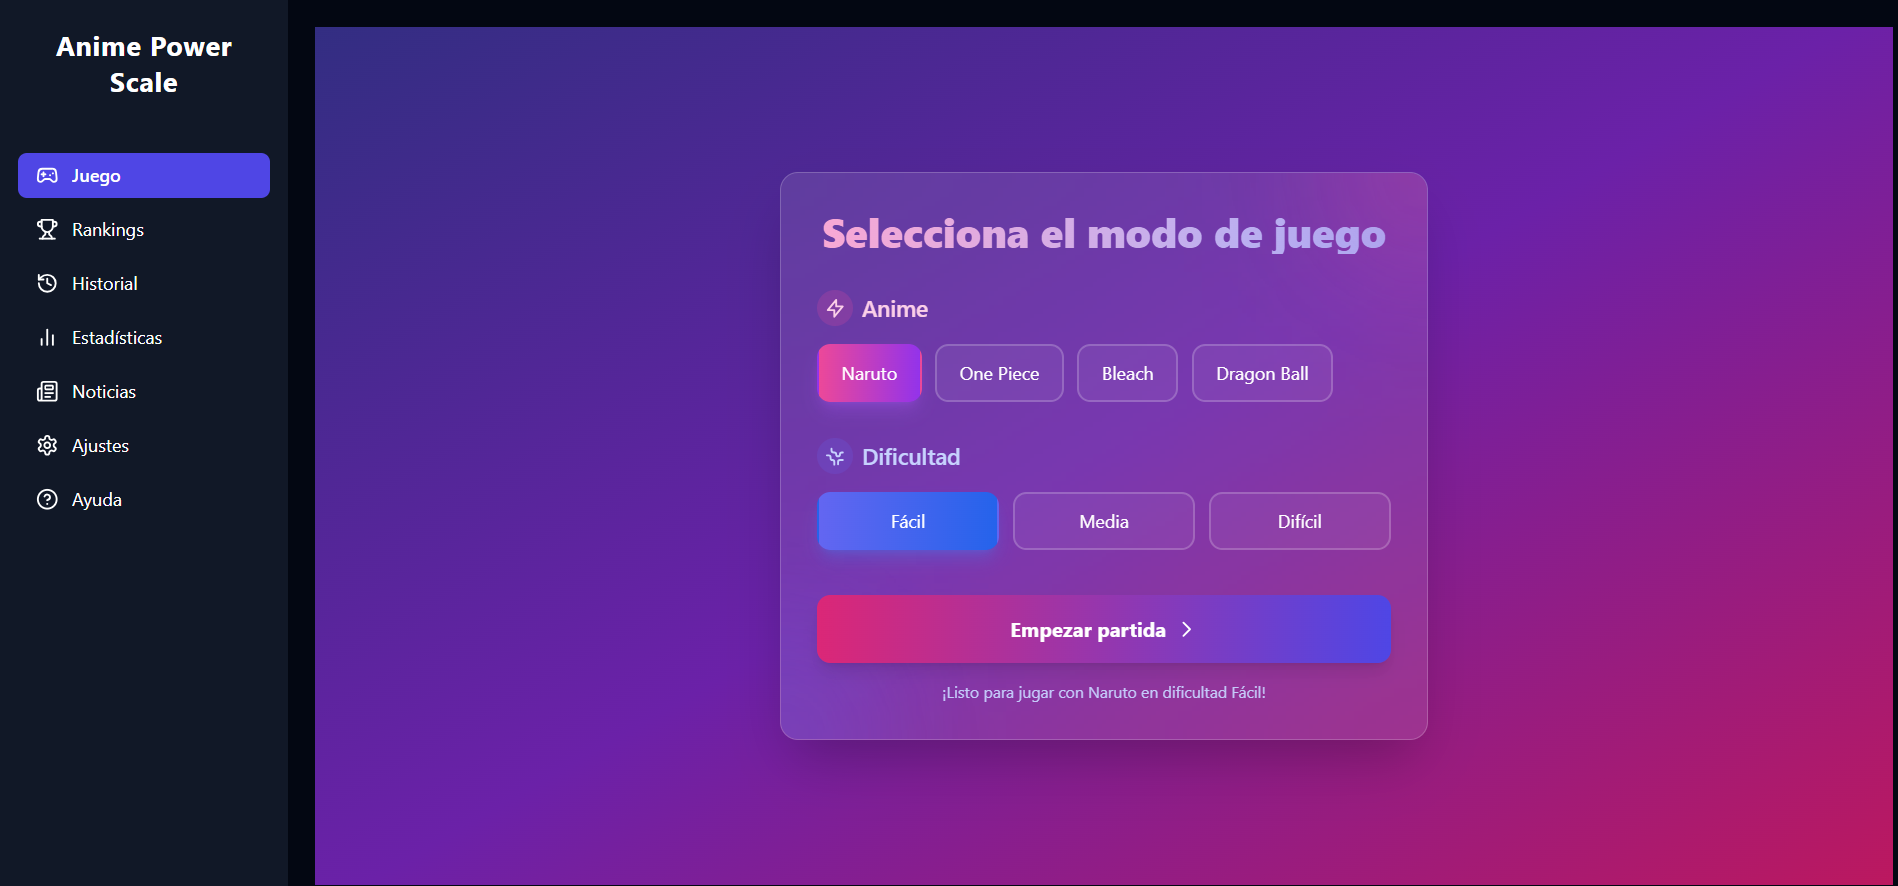 Anime Power
Scale
Juego
Rankings
Historial
Estadísticas
Noticias
Ajustes
Ayuda
Selecciona el modo de juego
Anime
Naruto
One Piece
Bleach
Dragon Ball
Dificultad
Fácil
Media
Difícil
Empezar partida
¡Listo para jugar con Naruto en dificultad Fácil!